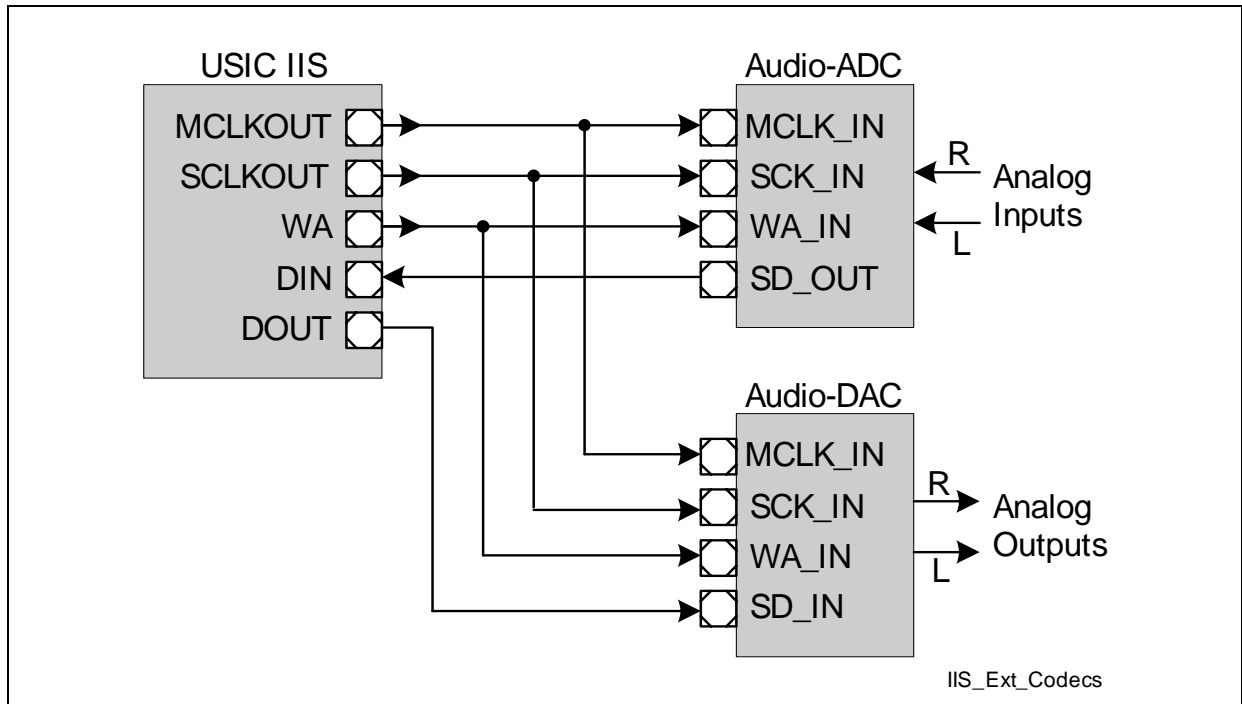 USIC IIS
MCLKOUT
SCLKOUT
WA
DIN
DOUT
Audio-ADC
MCLK_IN
SCK_IN
WA_IN
SD_OUT
R
L
Analog
Inputs
Audio-DAC
MCLK_IN
SCK_IN
WA_IN
SD_IN
R
L
Analog
Outputs
IIS_Ext_Codecs